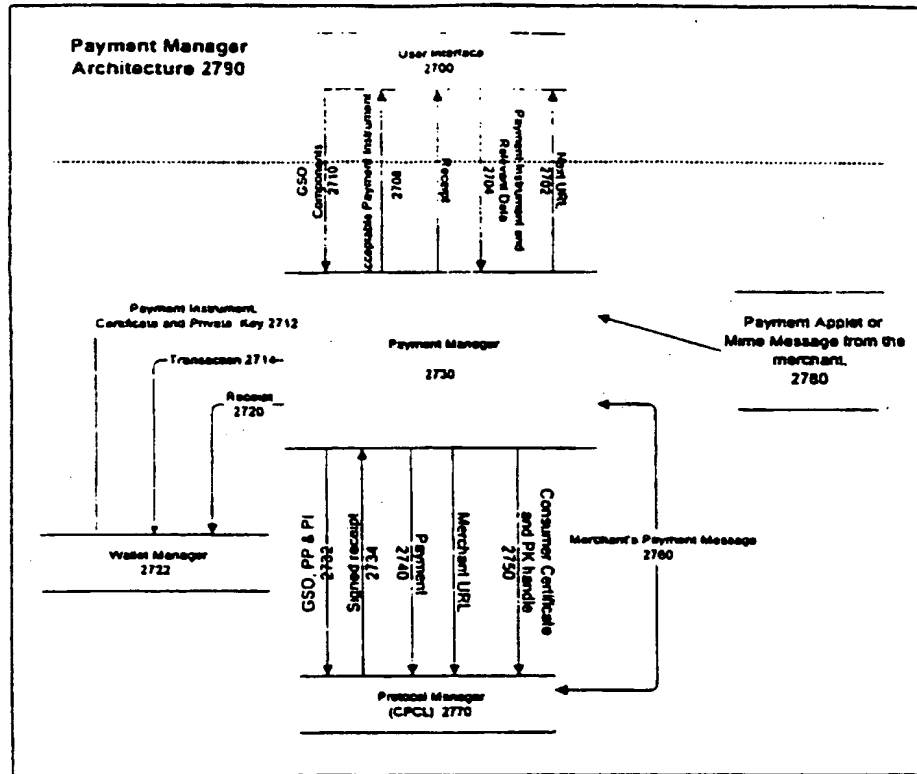 Payment Manager
Architecture 2790
User Interface
2700
GSO
Components
2710
Acceptable Payment Instrument
2708
Receipt
Payment Instrument and
Relevant Data
2704
Next URL
2702
Payment Instrument,
Certificate and Private Key 2712
Transaction 2714
Receipt
2720
Payment Manager
2730
Payment Applet or
Mime Message from the
merchant.
2780
Wallet Manager
2722
GSO, PP & PI
2732
Signed receipt
2734
Payment
2740
Merchant URL
Consumer Certificate
and PK handle
2750
Merchant's Payment Message
2760
Protocol Manager
(CPCL) 2770